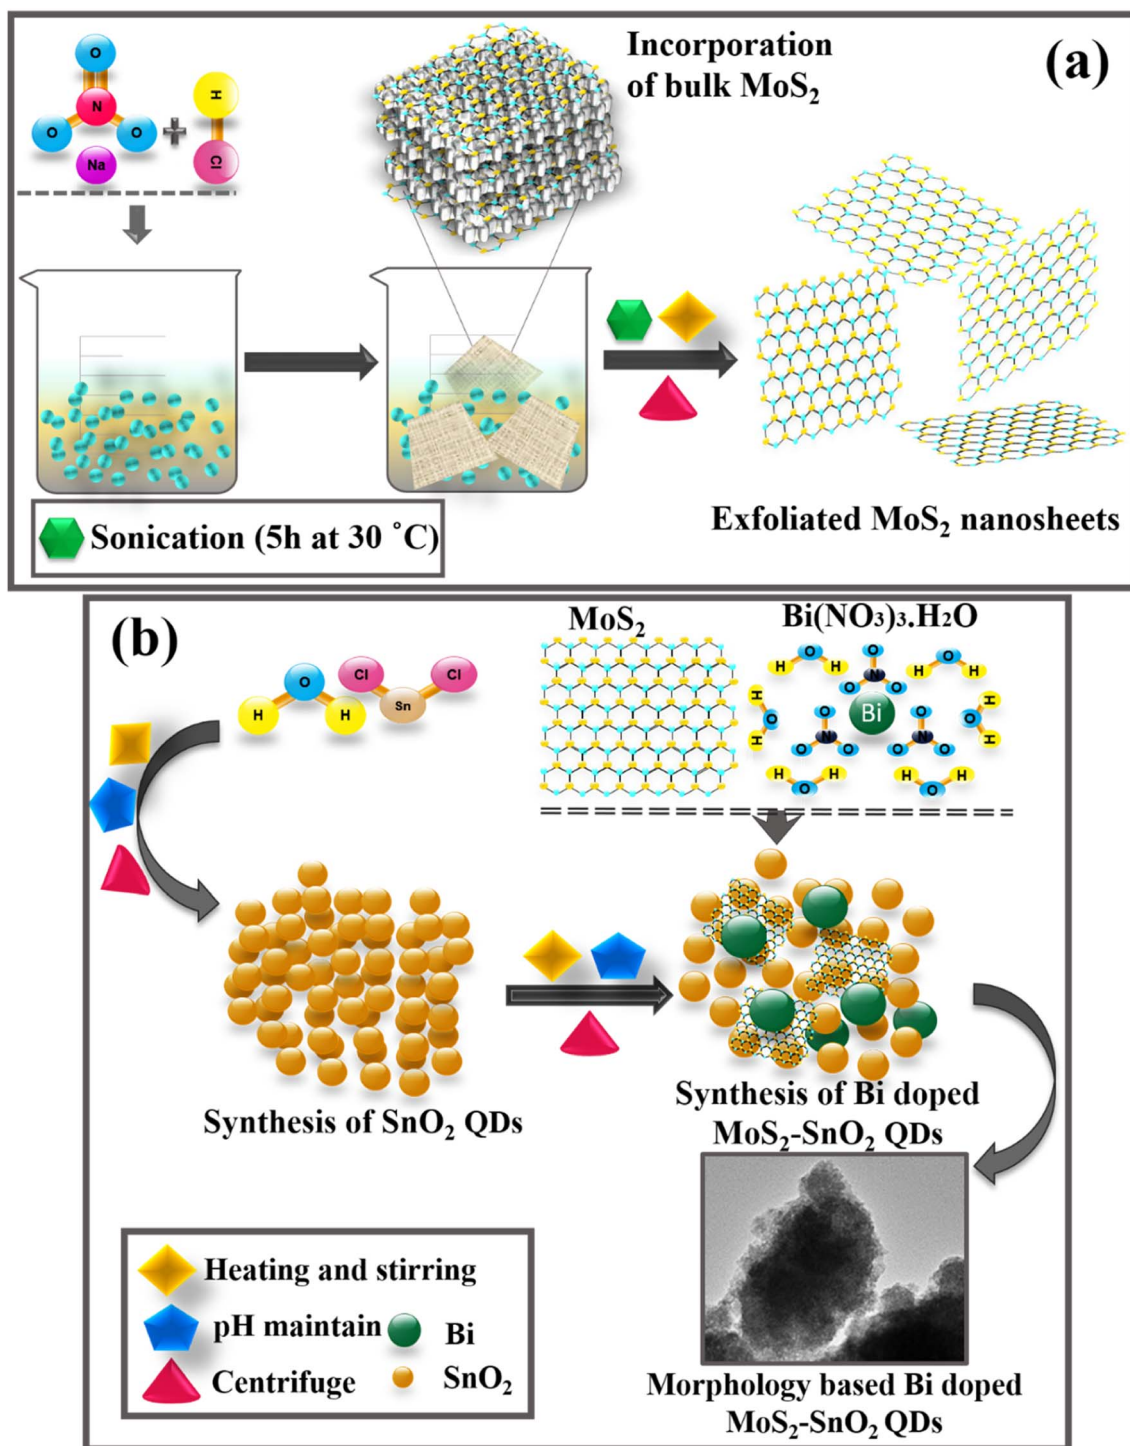 Incorporation
of bulk MoS₂
(a)
O
N
O
O
Na
H
Cl
Sonication (5h at 30 ˚C)
Exfoliated MoS₂ nanosheets
(b)
MoS₂
Bi(NO₃)₃.H₂O
H
O
H
Cl
Sn
Cl
O
H
O
H
N
O
O
H
O
H
H
O
H
Bi
O
N
O
O
O
N
O
O
H
O
H
H
O
H
H
O
H
Synthesis of SnO₂ QDs
Synthesis of Bi doped
MoS₂-SnO₂ QDs
Heating and stirring
pH maintain
Bi
Centrifuge
SnO₂
Morphology based Bi doped
MoS₂-SnO₂ QDs